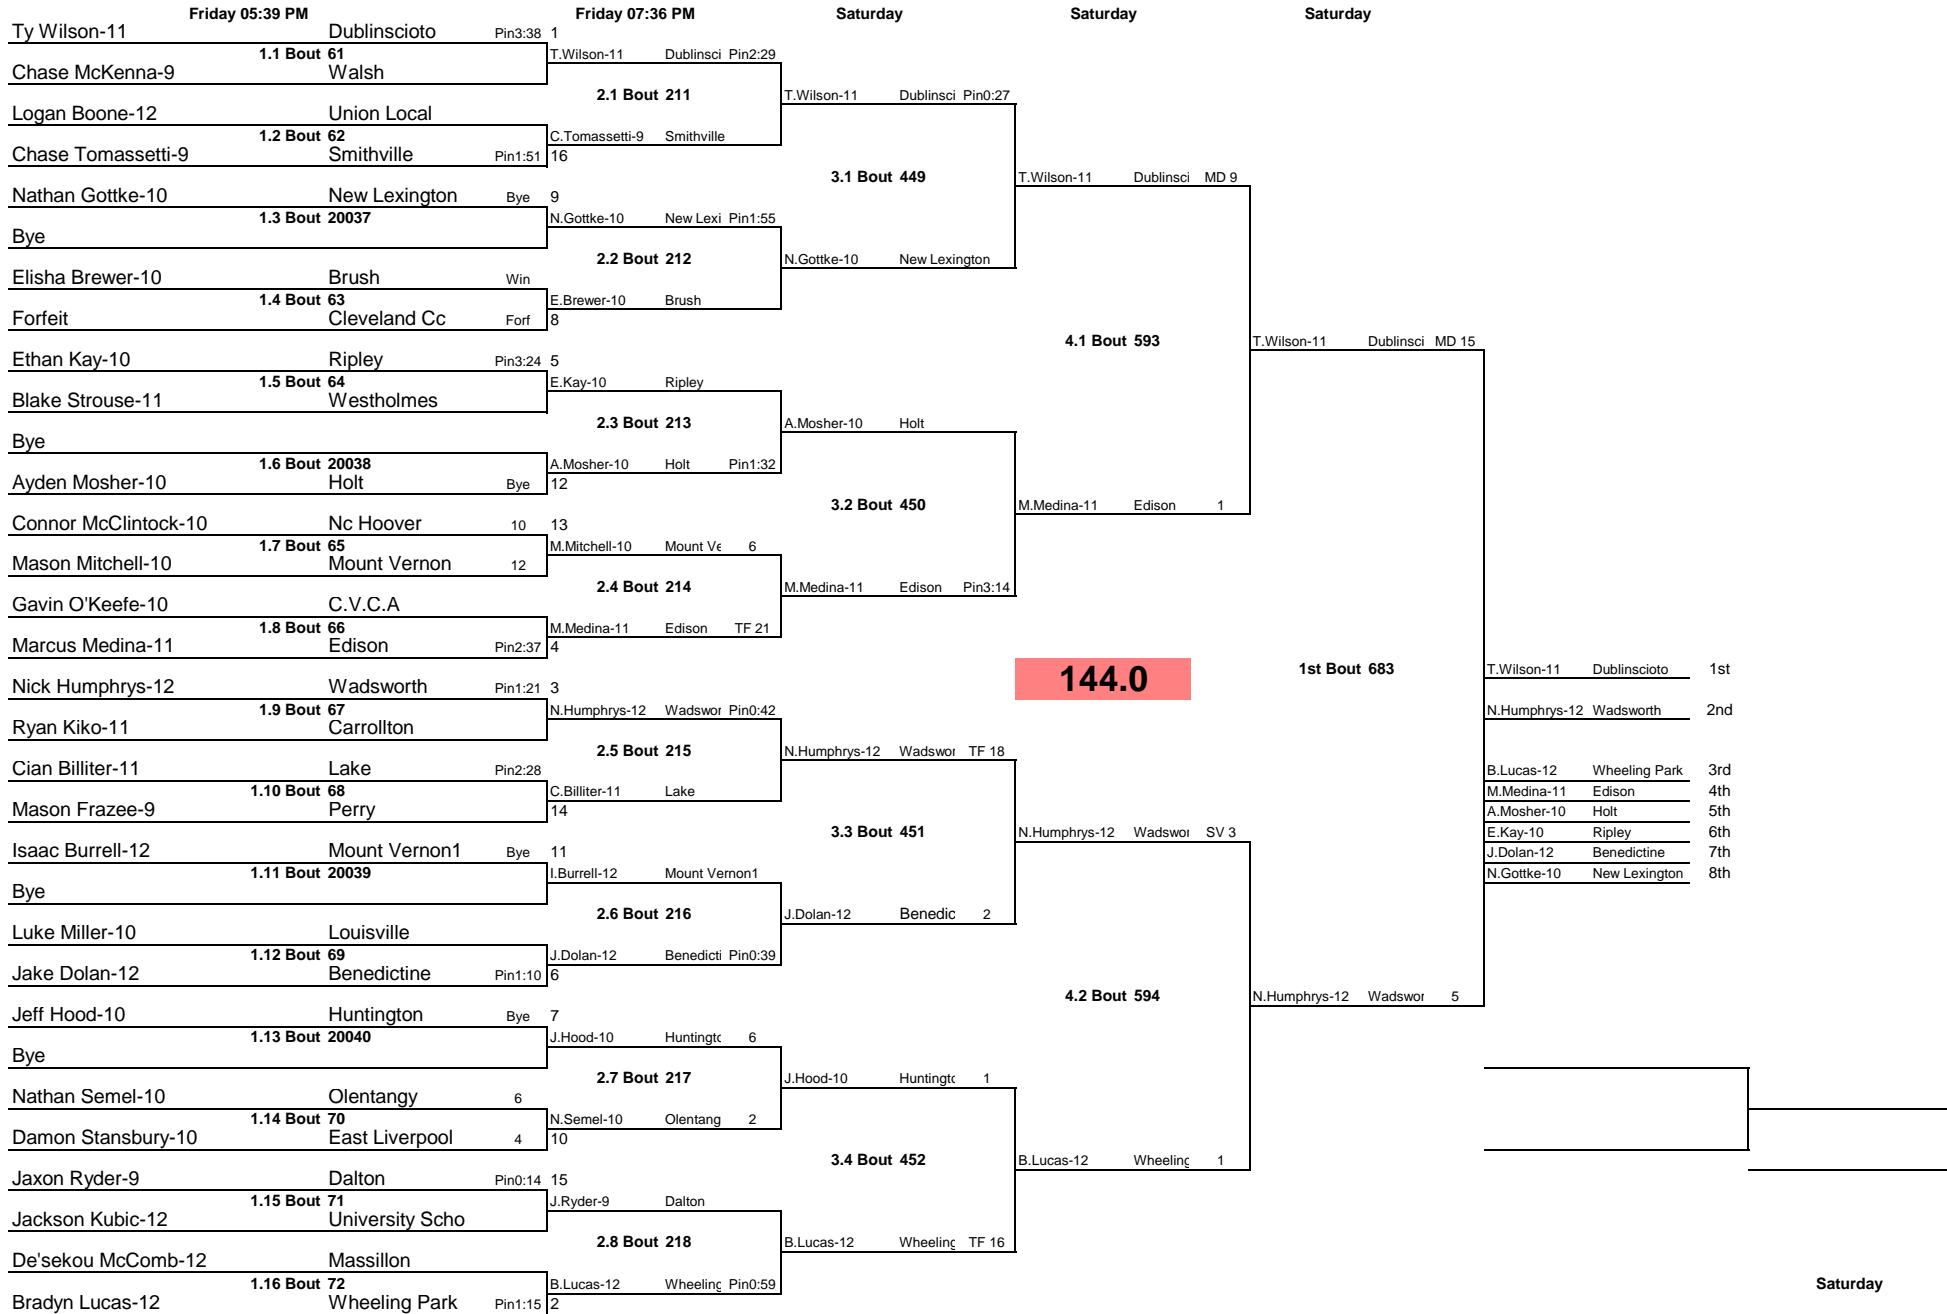 Friday 05:39 PM Friday 07:36 PM Saturday Saturday Saturday
Ty Wilson-11 Dublinscioto Pin3:38 1
1.1 Bout 61 T.Wilson-11 Dublinsci Pin2:29
Chase McKenna-9 Walsh
2.1 Bout 211 T.Wilson-11 Dublinsci Pin0:27
Logan Boone-12 Union Local
1.2 Bout 62 C.Tomassetti-9 Smithville
Chase Tomassetti-9 Smithville Pin1:51 16
3.1 Bout 449 T.Wilson-11 Dublinsci MD 9
Nathan Gottke-10 New Lexington Bye 9
1.3 Bout 20037 N.Gottke-10 New Lexi Pin1:55
Bye
2.2 Bout 212 N.Gottke-10 New Lexington
Elisha Brewer-10 Brush Win
1.4 Bout 63 E.Brewer-10 Brush
Forfeit Cleveland Cc Forf 8
4.1 Bout 593 T.Wilson-11 Dublinsci MD 15
Ethan Kay-10 Ripley Pin3:24 5
1.5 Bout 64 E.Kay-10 Ripley
Blake Strouse-11 Westholmes
2.3 Bout 213 A.Mosher-10 Holt
Bye
1.6 Bout 20038 A.Mosher-10 Holt Pin1:32
Ayden Mosher-10 Holt Bye 12
3.2 Bout 450 M.Medina-11 Edison 1
Connor McClintock-10 Nc Hoover 10 13
1.7 Bout 65 M.Mitchell-10 Mount Ve 6
Mason Mitchell-10 Mount Vernon 12
2.4 Bout 214 M.Medina-11 Edison Pin3:14
Gavin O'Keefe-10 C.V.C.A
1.8 Bout 66 M.Medina-11 Edison TF 21
Marcus Medina-11 Edison Pin2:37 4
144.0 1st Bout 683 T.Wilson-11 Dublinscioto 1st
Nick Humphrys-12 Wadsworth Pin1:21 3
1.9 Bout 67 N.Humphrys-12 Wadswor Pin0:42 N.Humphrys-12 Wadsworth 2nd
Ryan Kiko-11 Carrollton
2.5 Bout 215 N.Humphrys-12 Wadswor TF 18
Cian Billiter-11 Lake Pin2:28 B.Lucas-12 Wheeling Park 3rd
1.10 Bout 68 C.Billiter-11 Lake M.Medina-11 Edison 4th
Mason Frazee-9 Perry 14 A.Mosher-10 Holt 5th
3.3 Bout 451 N.Humphrys-12 Wadswor SV 3 E.Kay-10 Ripley 6th
Isaac Burrell-12 Mount Vernon1 Bye 11 J.Dolan-12 Benedictine 7th
1.11 Bout 20039 I.Burrell-12 Mount Vernon1 N.Gottke-10 New Lexington 8th
Bye
2.6 Bout 216 J.Dolan-12 Benedic 2
Luke Miller-10 Louisville
1.12 Bout 69 J.Dolan-12 Benedicti Pin0:39
Jake Dolan-12 Benedictine Pin1:10 6
4.2 Bout 594 N.Humphrys-12 Wadswor 5
Jeff Hood-10 Huntington Bye 7
1.13 Bout 20040 J.Hood-10 Huntingto 6
Bye
2.7 Bout 217 J.Hood-10 Huntingto 1
Nathan Semel-10 Olentangy 6
1.14 Bout 70 N.Semel-10 Olentang 2
Damon Stansbury-10 East Liverpool 4 10
3.4 Bout 452 B.Lucas-12 Wheeling 1
Jaxon Ryder-9 Dalton Pin0:14 15
1.15 Bout 71 J.Ryder-9 Dalton
Jackson Kubic-12 University Scho
2.8 Bout 218 B.Lucas-12 Wheeling TF 16
De'sekou McComb-12 Massillon
1.16 Bout 72 B.Lucas-12 Wheeling Pin0:59 Saturday
Bradyn Lucas-12 Wheeling Park Pin1:15 2